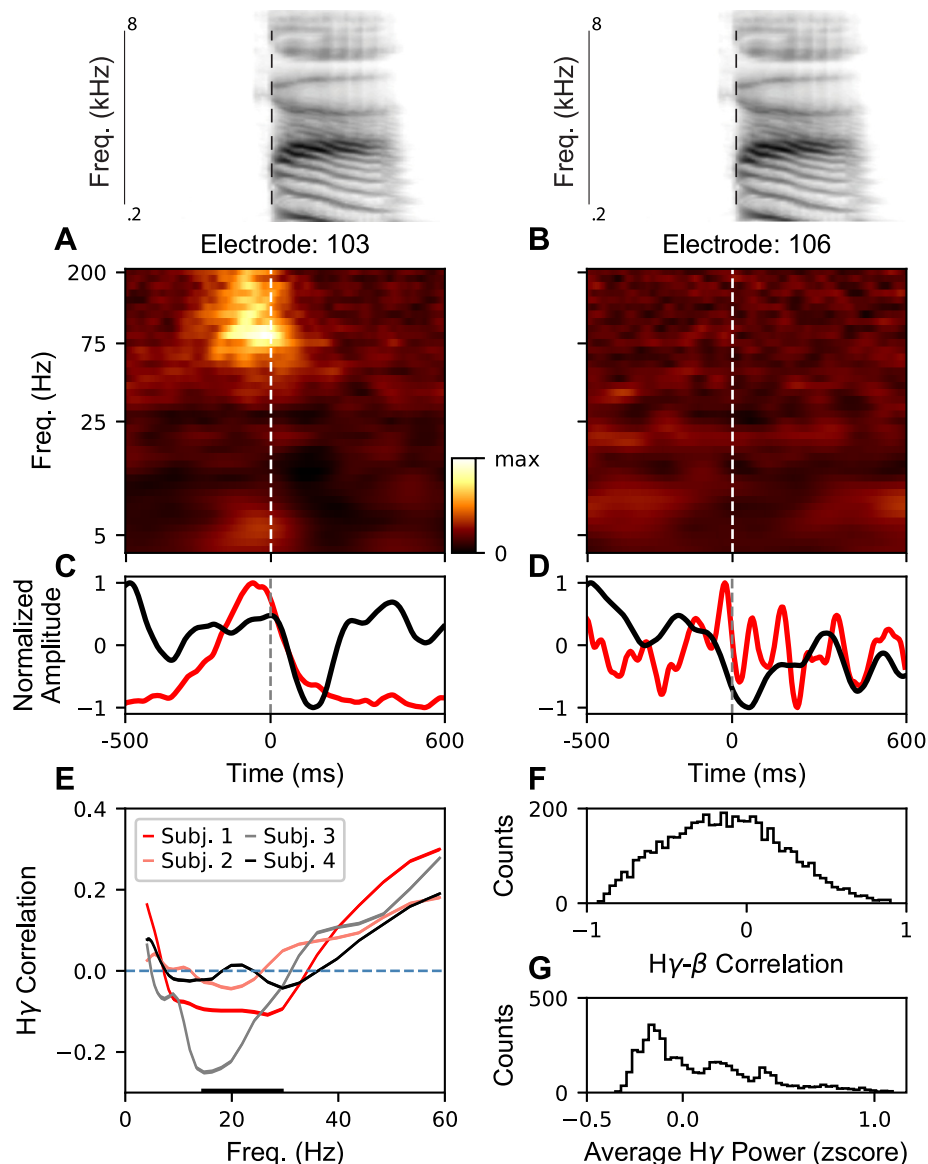 8
Freq. (kHz)
.2
8
Freq. (kHz)
.2
A
Electrode: 103
B
Electrode: 106
200
75
25
5
Freq. (Hz)
max
0
C
D
Normalized
Amplitude
1
0
−1
1
0
−1
-500
0
600
-500
0
600
Time (ms)
Time (ms)
E
0.4
0.2
0.0
−0.2
Hγ Correlation
Subj. 1
Subj. 3
Subj. 2
Subj. 4
0
20
40
60
Freq. (Hz)
F
200
0
Counts
−1
0
1
Hγ-β Correlation
G
500
0
Counts
−0.5
0.0
1.0
Average Hγ Power (zscore)